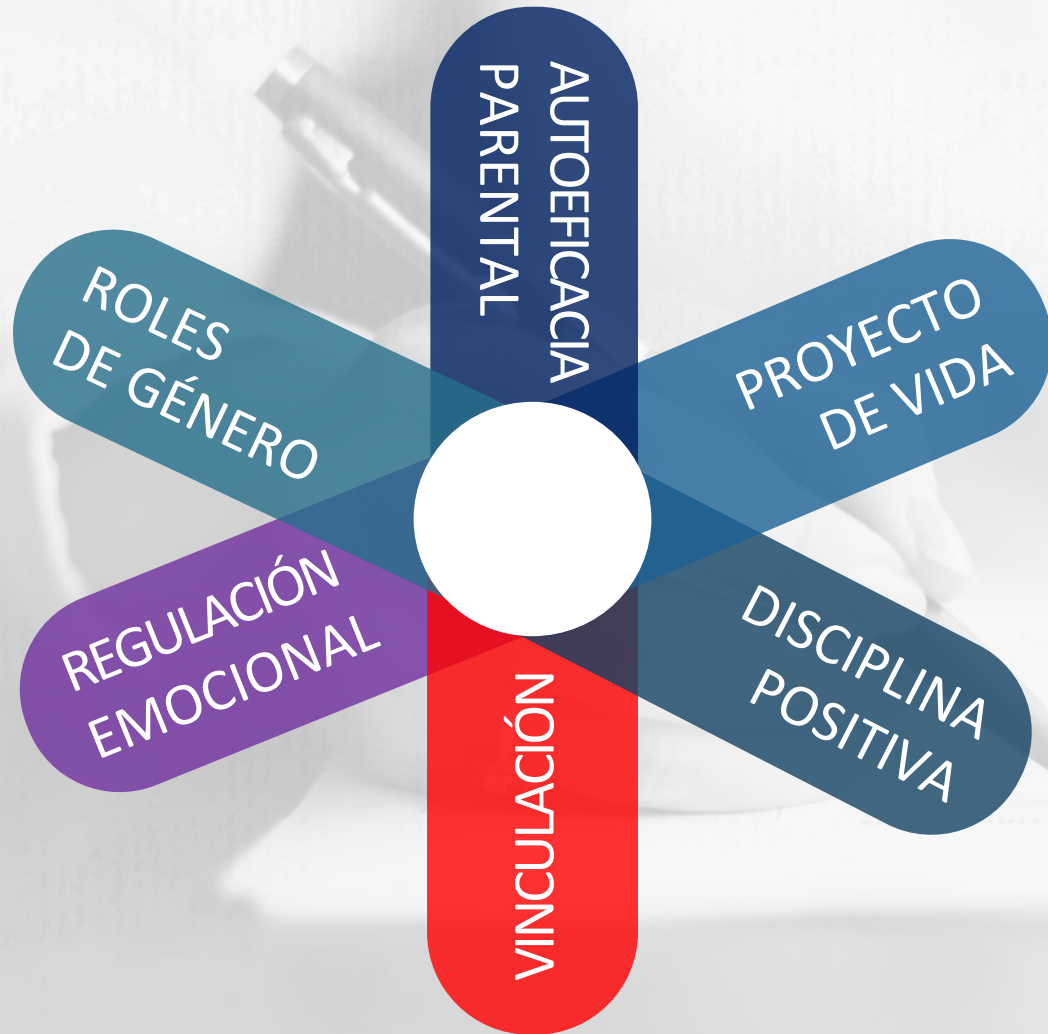 AUTOEFICACIA
PARENTAL
PROYECTO
DE VIDA
DISCIPLINA
POSITIVA
VINCULACIÓN
REGULACIÓN
EMOCIONAL
ROLES
DE GÉNERO